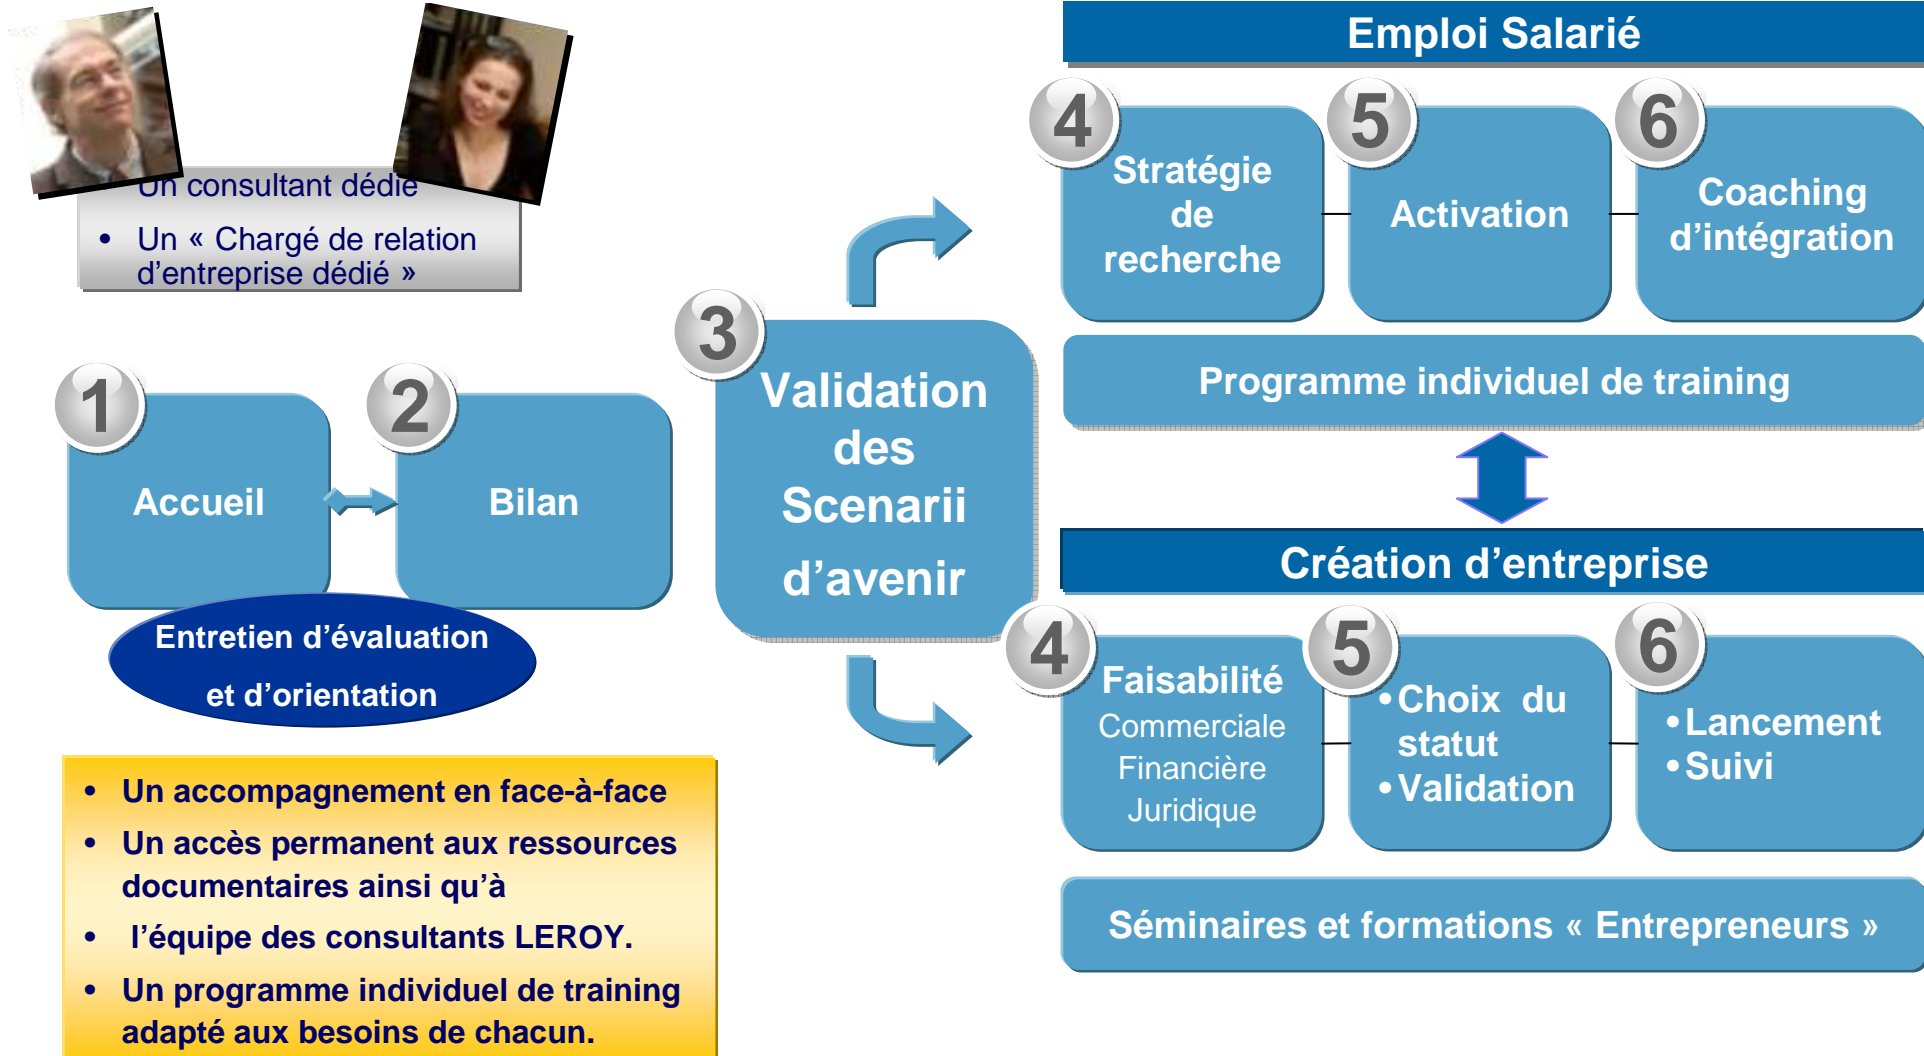 Un consultant dédié
• Un « Chargé de relation
d'entreprise dédié »
1
Accueil
2
Bilan
Entretien d'évaluation
et d'orientation
• Un accompagnement en face-à-face
• Un accès permanent aux ressources
documentaires ainsi qu'à
• l'équipe des consultants LEROY.
• Un programme individuel de training
adapté aux besoins de chacun.
3
Validation
des
Scenarii
d'avenir
Emploi Salarié
4
Stratégie
de
recherche
5
Activation
6
Coaching
d'intégration
Programme individuel de training
Création d'entreprise
4
Faisabilité
Commerciale
Financière
Juridique
5
•Choix du
statut
•Validation
6
•Lancement
•Suivi
Séminaires et formations « Entrepreneurs »